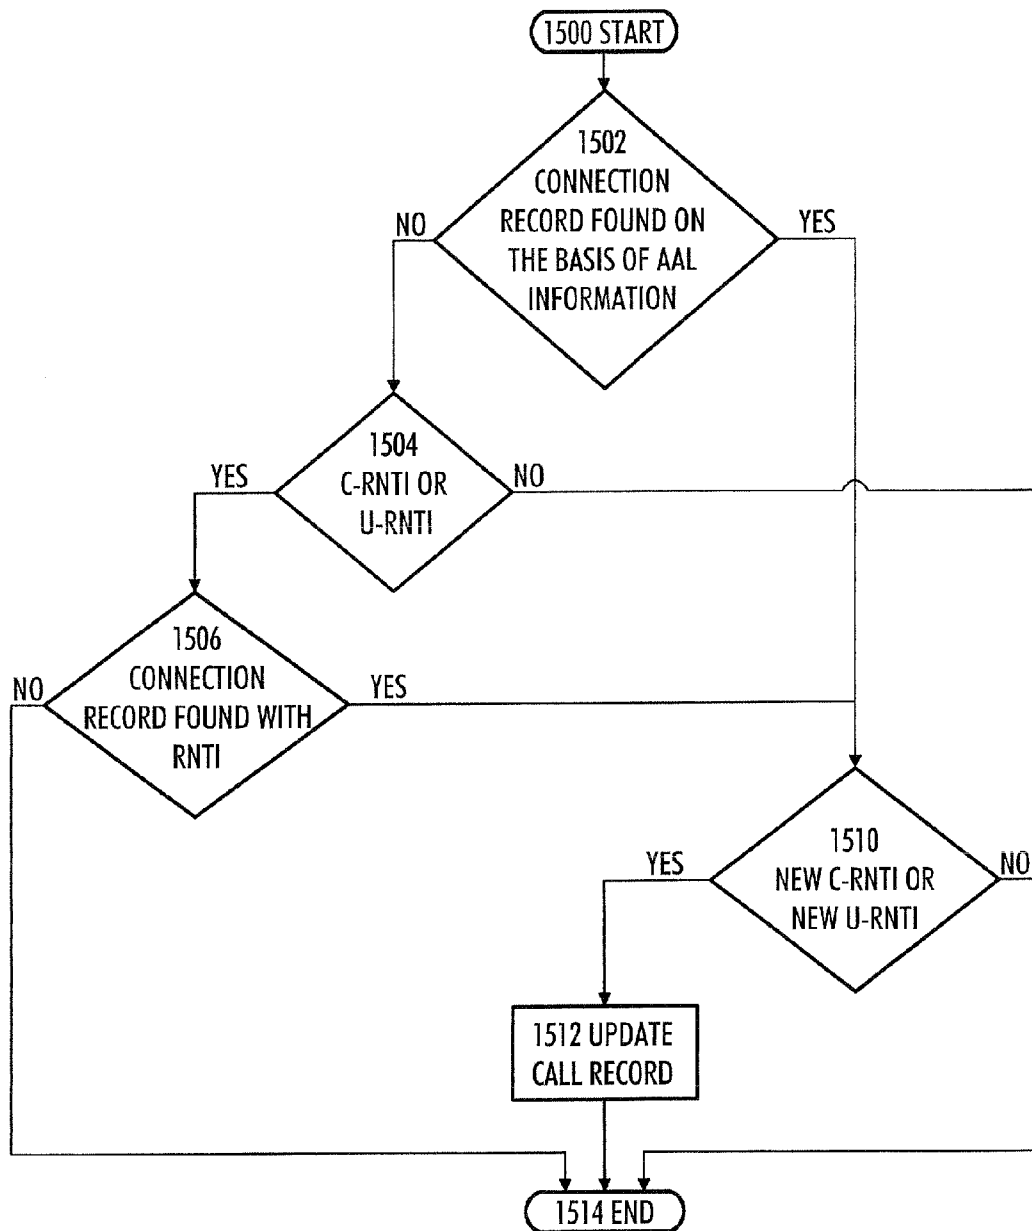 1500 START
1502
CONNECTION
RECORD FOUND ON
THE BASIS OF AAL
INFORMATION
NO
YES
1504
C-RNTI OR
U-RNTI
YES
NO
1506
CONNECTION
RECORD FOUND WITH
RNTI
NO
YES
1510
NEW C-RNTI OR
NEW U-RNTI
YES
NO
1512 UPDATE
CALL RECORD
1514 END